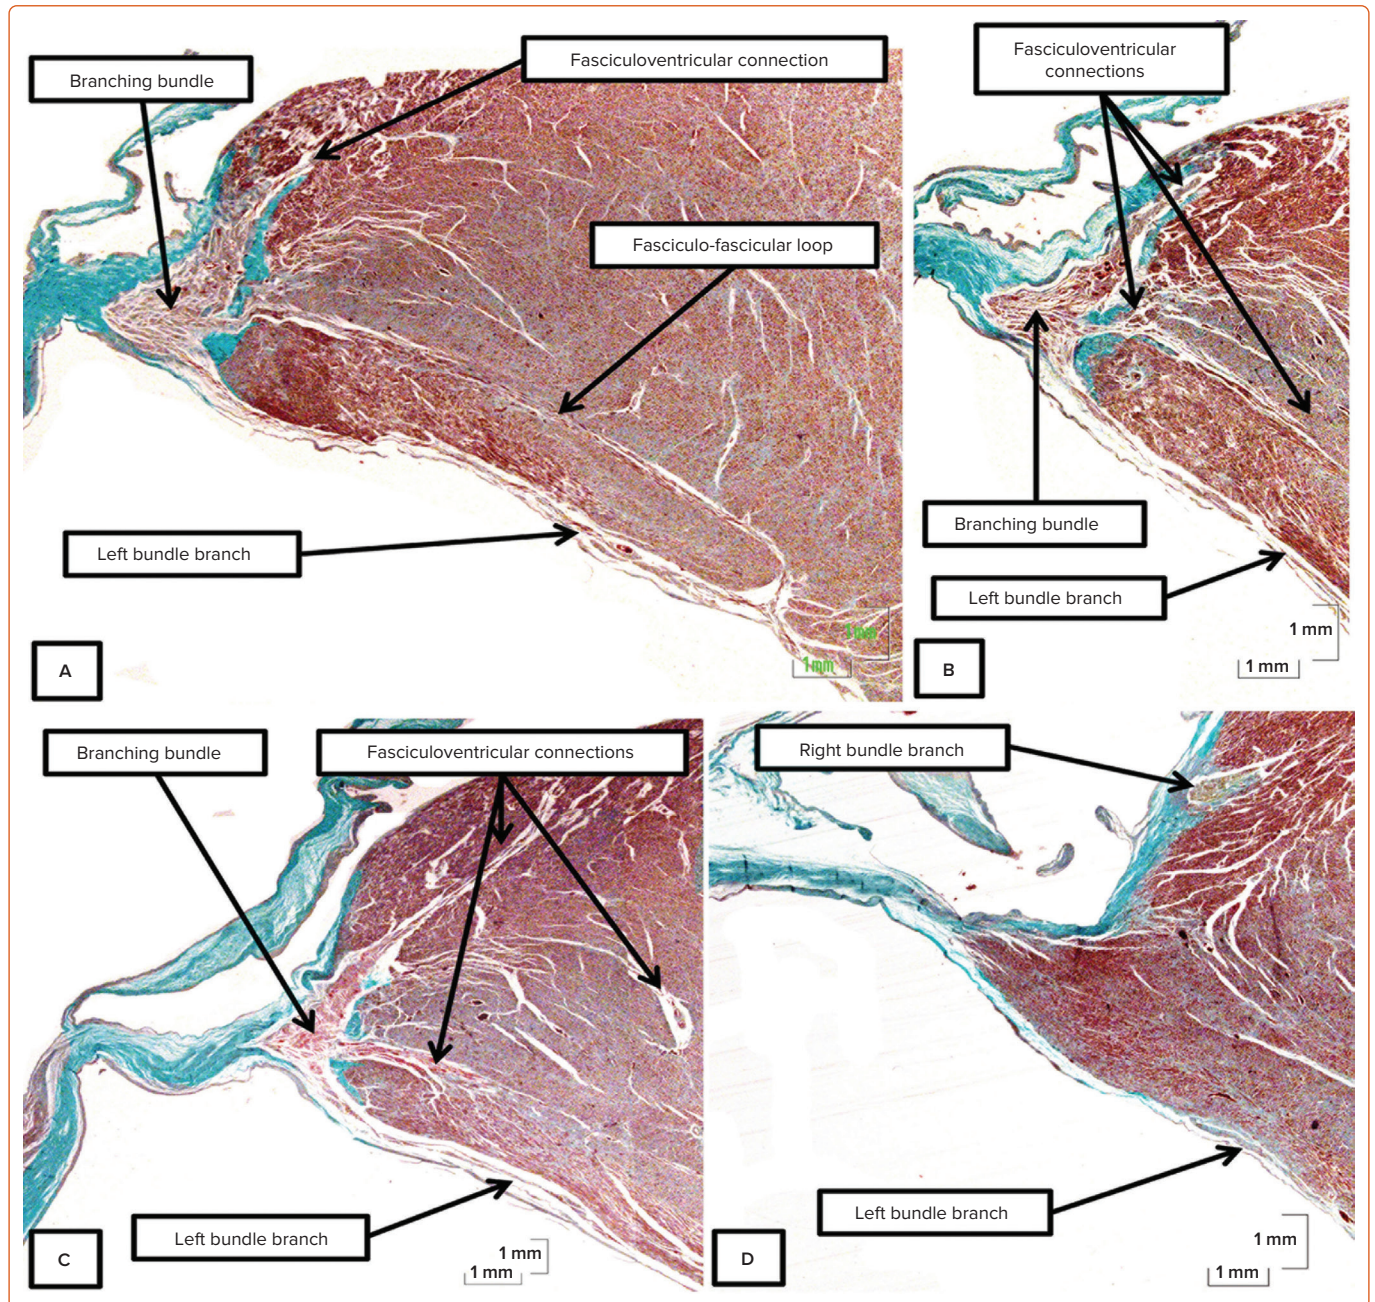 Branching bundle
Fasciculoventricular connection
Fasciculo-fascicular loop
Left bundle branch
1 mm
1 mm
A
Fasciculoventricular
connections
Branching bundle
Left bundle branch
1 mm
1 mm
B
Branching bundle
Fasciculoventricular connections
Left bundle branch
1 mm
1 mm
C
Right bundle branch
Left bundle branch
1 mm
1 mm
D